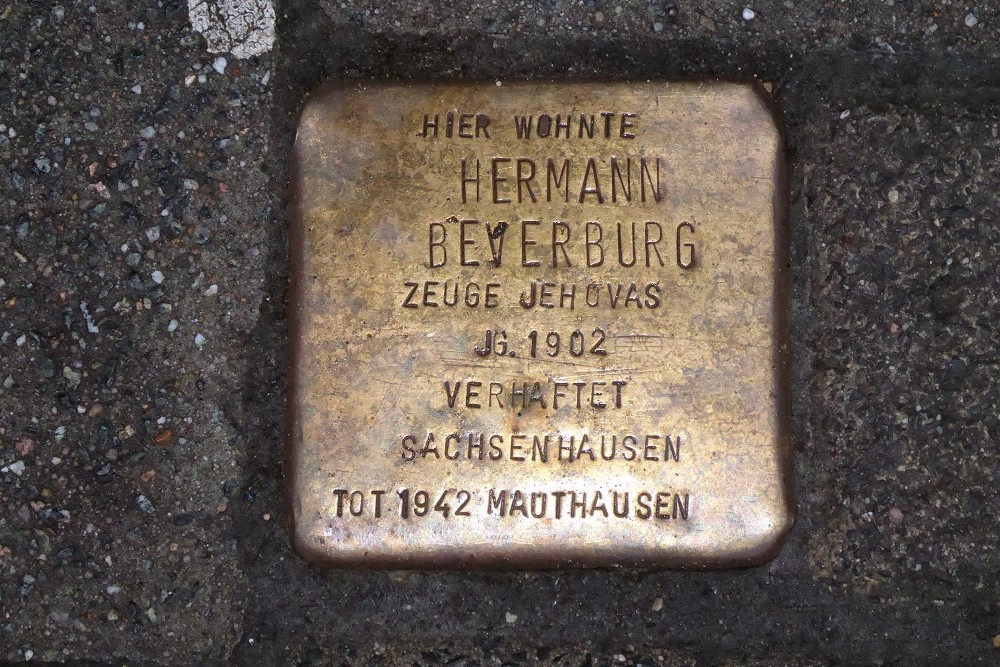 HIER WOHNTE
HERMANN
BEVERBURG
ZEUGE JEHOVAS
JG. 1902
VERHAFTET
SACHSENHAUSEN
TOT 1942 MAUTHAUSEN